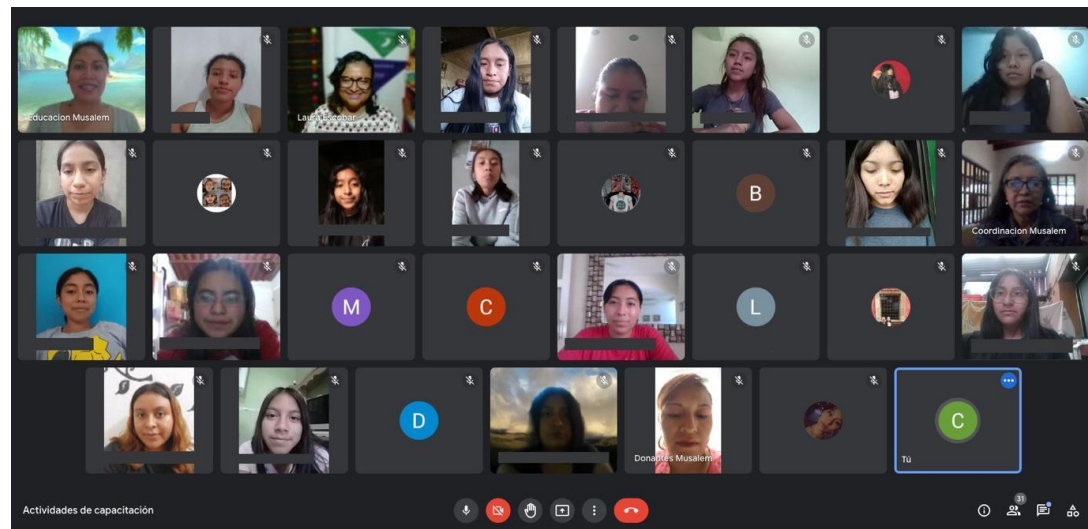 Educacion Musalem
Laura Escobar
B
Coordinacion Musalem
M
C
L
D
Donantes Musalem
C
Tú
Actividades de capacitación
31